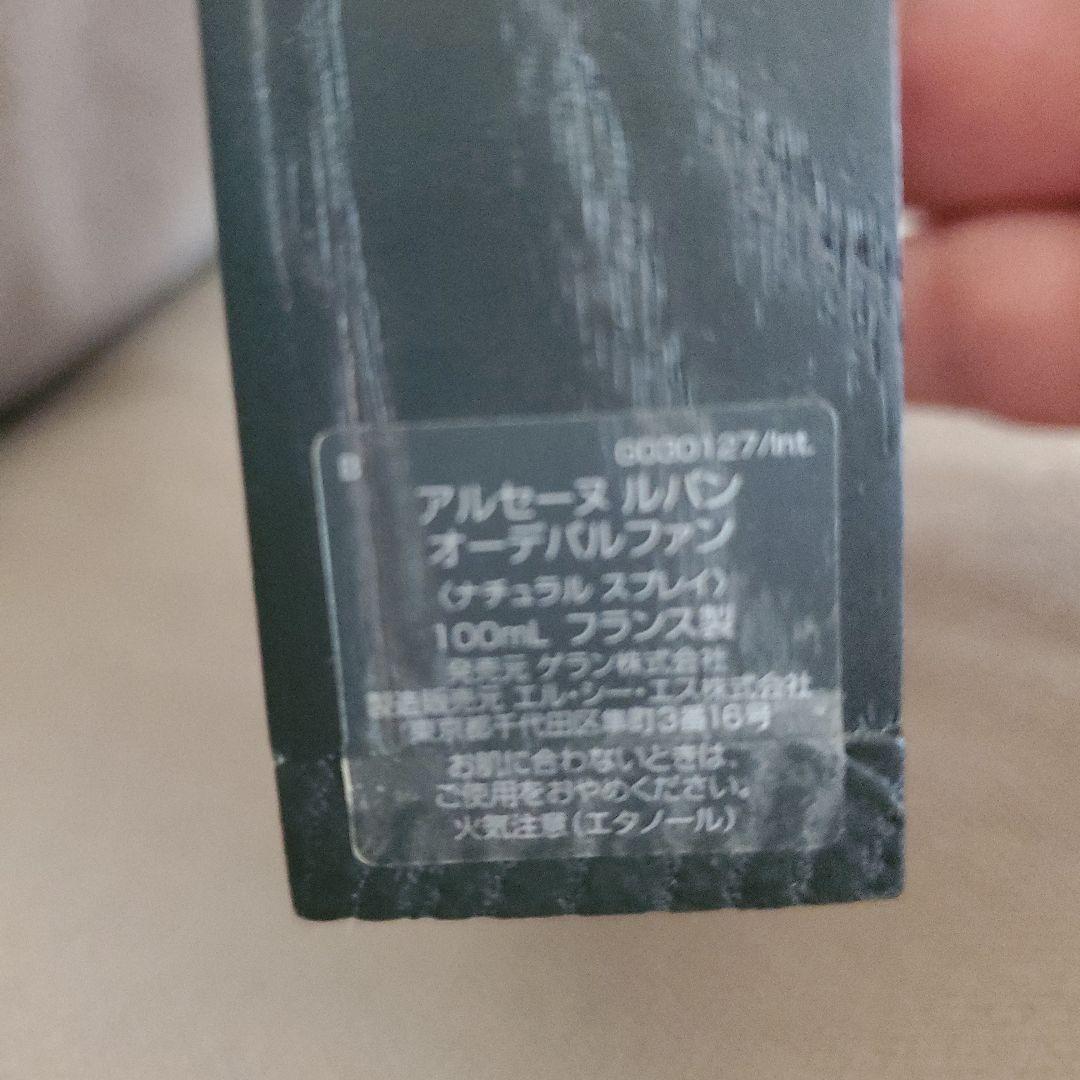 B
6030127/Int.
アルセーヌ ルパン
オーデパルファン
〈ナチュラル スプレイ〉
100mL フランス製
発売元 ゲラン株式会社
製造販売元 エル・シー・エス株式会社
東京都千代田区隼町3番16号
お肌に合わないときは、
ご使用をおやめください。
火気注意(エタノール)